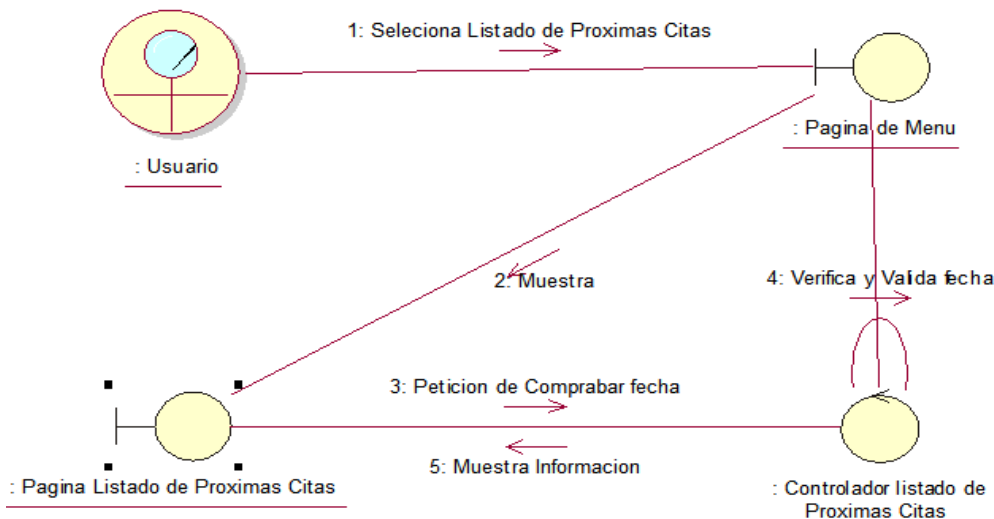 1: Seleciona Listado de Proximas Citas
: Pagina de Menu
: Usuario
2: Muestra
4: Verifica y Valida fecha
3: Peticion de Comprabar fecha
5: Muestra Informacion
: Pagina Listado de Proximas Citas
: Controlador listado de
Proximas Citas